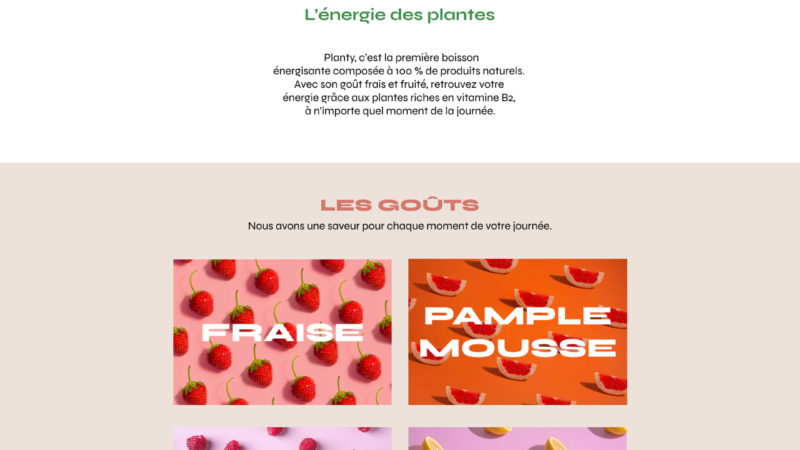 L’énergie des plantes
Planty, c’est la première boisson
énergisante composée à 100 % de produits naturels.
Avec son goût frais et fruité, retrouvez votre
énergie grâce aux plantes riches en vitamine B2,
à n’importe quel moment de la journée.
LES GOÛTS
Nous avons une saveur pour chaque moment de votre journée.
FRAISE
PAMPLE
MOUSSE